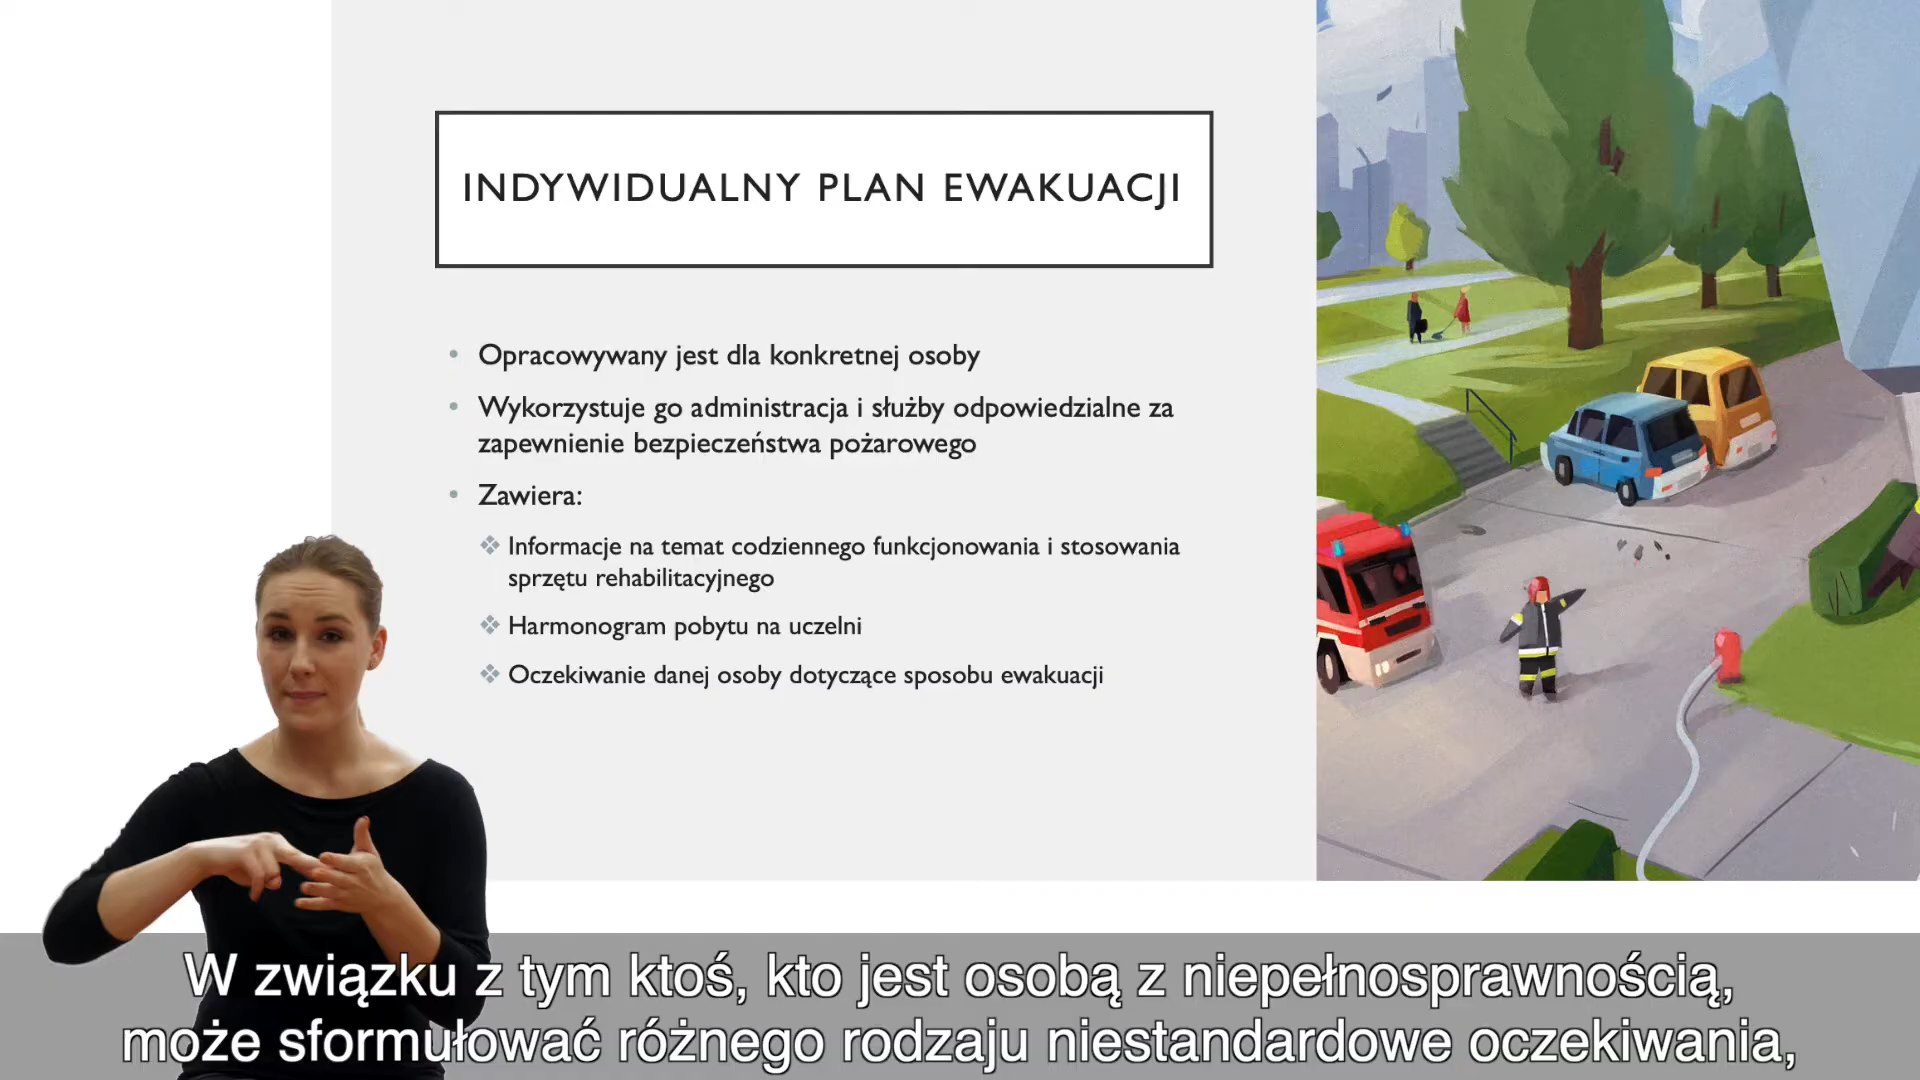 INDYWIDUALNY PLAN EWAKUACJI
• Opracowywany jest dla konkretnej osoby
• Wykorzystuje go administracja i służby odpowiedzialne za
zapewnienie bezpieczeństwa pożarowego
• Zawiera:
❖ Informacje na temat codziennego funkcjonowania i stosowania
sprzętu rehabilitacyjnego
❖ Harmonogram pobytu na uczelni
❖ Oczekiwanie danej osoby dotyczące sposobu ewakuacji
W związku z tym ktoś, kto jest osobą z niepełnosprawnością,
może sformułować różnego rodzaju niestandardowe oczekiwania,